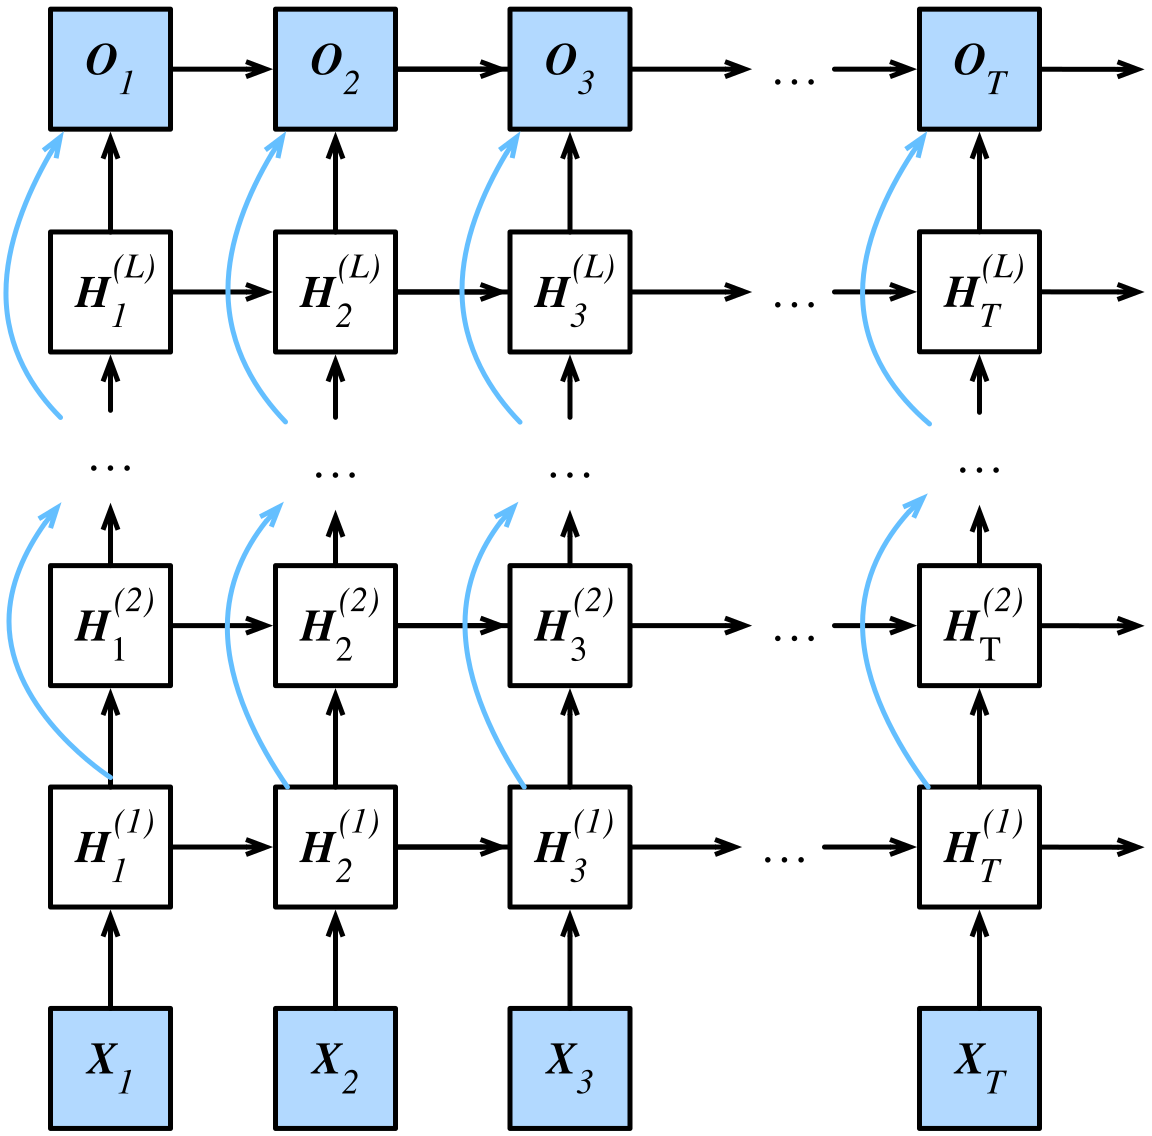 O_1 O_2 O_3 ... O_T
H_1^{(L)} H_2^{(L)} H_3^{(L)} ... H_T^{(L)}
... ... ... ...
H_1^{(2)} H_2^{(2)} H_3^{(2)} ... H_T^{(2)}
H_1^{(1)} H_2^{(1)} H_3^{(1)} ... H_T^{(1)}
X_1 X_2 X_3 X_T